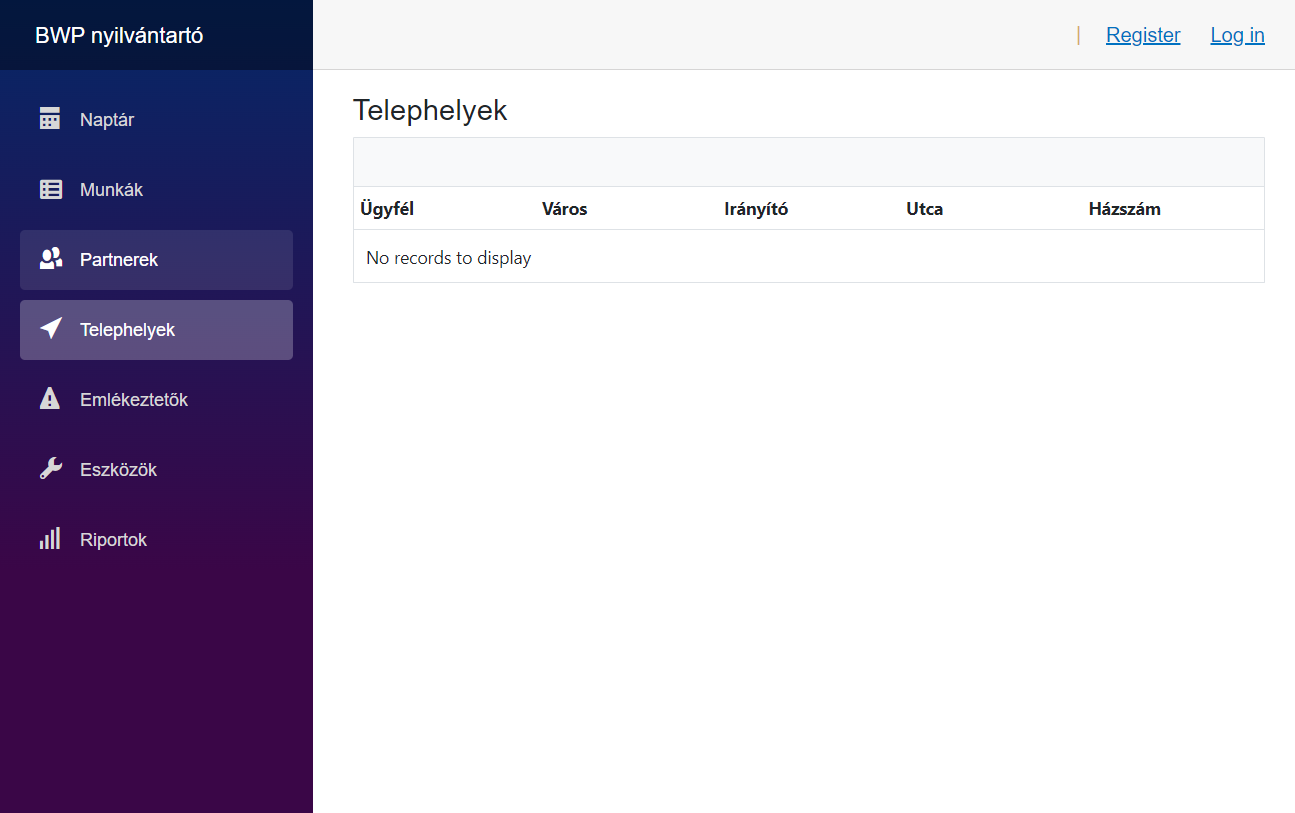 BWP nyilvántartó
| Register Log in
Naptár
Munkák
Partnerek
Telephelyek
Emlékeztetők
Eszközök
Riportok
Telephelyek
Ügyfél Város Irányító Utca Házszám
No records to display